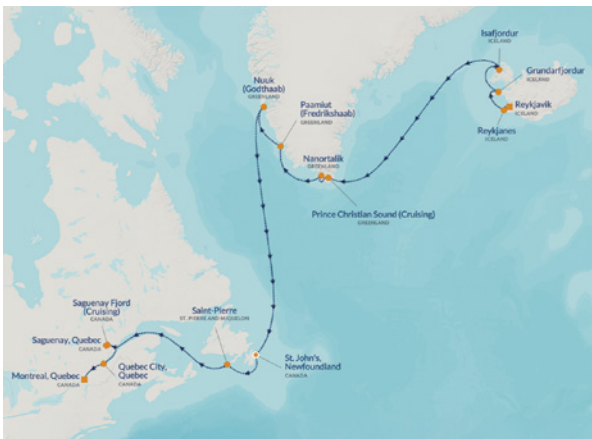 Isafjordur
ICELAND
Grundarfjordur
ICELAND
Reykjavik
ICELAND
Reykjanes
ICELAND
Nuuk
(Godthaab)
GREENLAND
Paamiut
(Fredrikshaab)
GREENLAND
Nanortalik
GREENLAND
Prince Christian Sound (Cruising)
GREENLAND
Saguenay Fjord
(Cruising)
CANADA
Saint-Pierre
ST. PIERRE AND MIQUELON
Saguenay, Quebec
CANADA
St. John's,
Newfoundland
CANADA
Quebec City,
Quebec
CANADA
Montreal, Quebec
CANADA